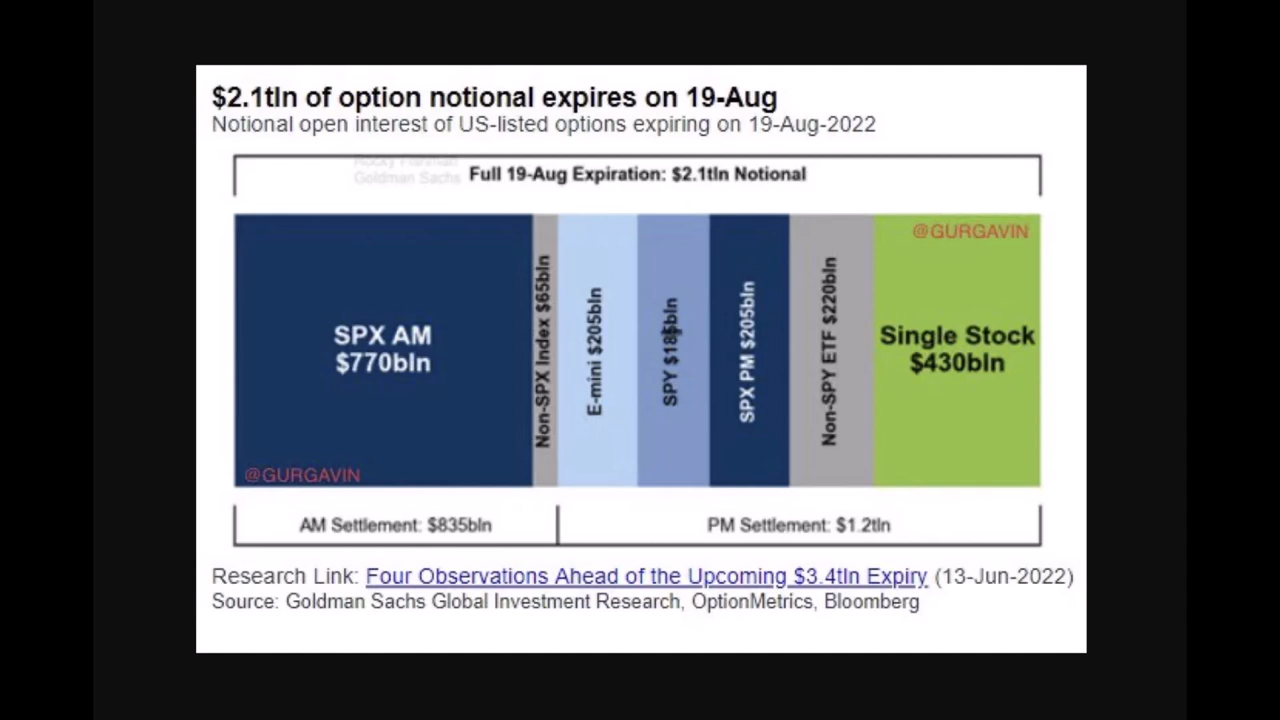 $2.1tln of option notional expires on 19-Aug
Notional open interest of US-listed options expiring on 19-Aug-2022
Goldman Sachs
Full 19-Aug Expiration: $2.1tln Notional
@GURGAVIN
SPX AM
$770bln
Non-SPX Index $65bln
E-mini $205bln
SPY $185bln
SPX PM $205bln
Non-SPY ETF $220bln
Single Stock
$430bln
@GURGAVIN
AM Settlement: $835bln
PM Settlement: $1.2tln
Research Link: Four Observations Ahead of the Upcoming $3.4tln Expiry (13-Jun-2022)
Source: Goldman Sachs Global Investment Research, OptionMetrics, Bloomberg